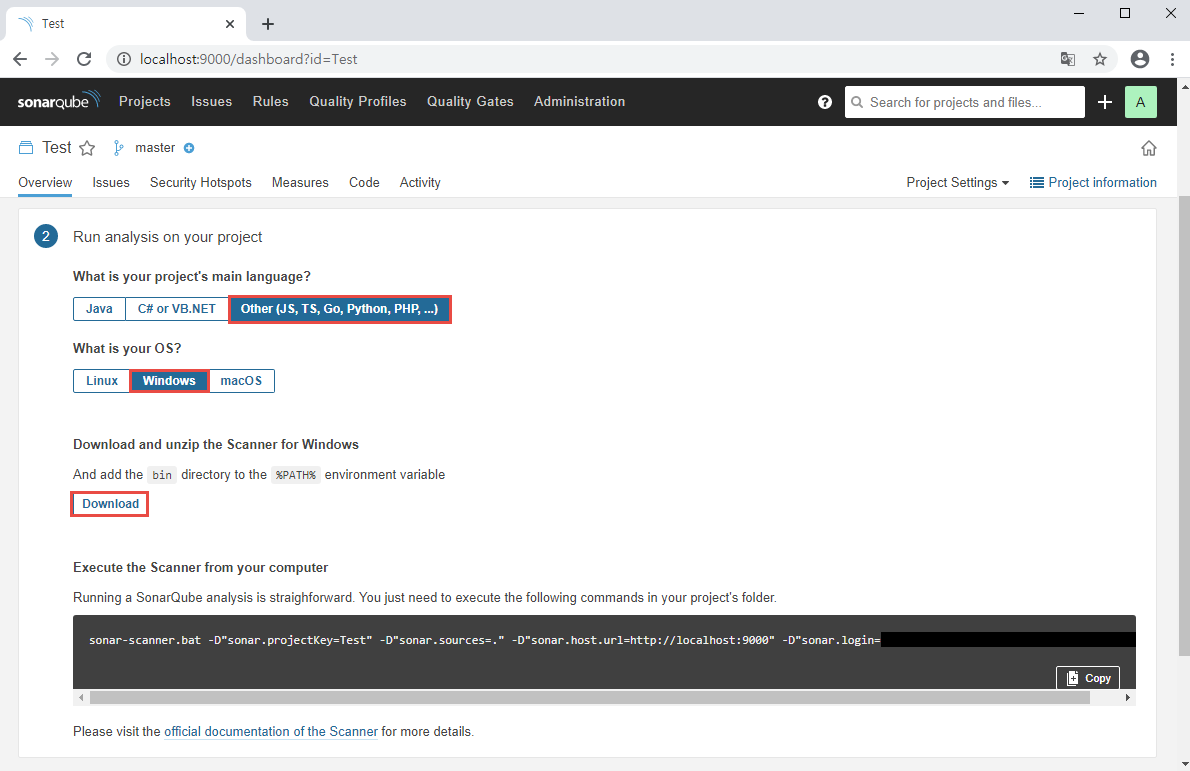 Test
localhost:9000/dashboard?id=Test
sonarqube Projects Issues Rules Quality Profiles Quality Gates Administration ? Search for projects and files... A
Test master
Overview Issues Security Hotspots Measures Code Activity Project Settings Project information
2 Run analysis on your project
What is your project's main language?
Java C# or VB.NET Other (JS, TS, Go, Python, PHP, ...)
What is your OS?
Linux Windows macOS
Download and unzip the Scanner for Windows
And add the bin directory to the %PATH% environment variable
Download
Execute the Scanner from your computer
Running a SonarQube analysis is straighforward. You just need to execute the following commands in your project's folder.
sonar-scanner.bat -D"sonar.projectKey=Test" -D"sonar.sources=." -D"sonar.host.url=http://localhost:9000" -D"sonar.login=
Copy
Please visit the official documentation of the Scanner for more details.